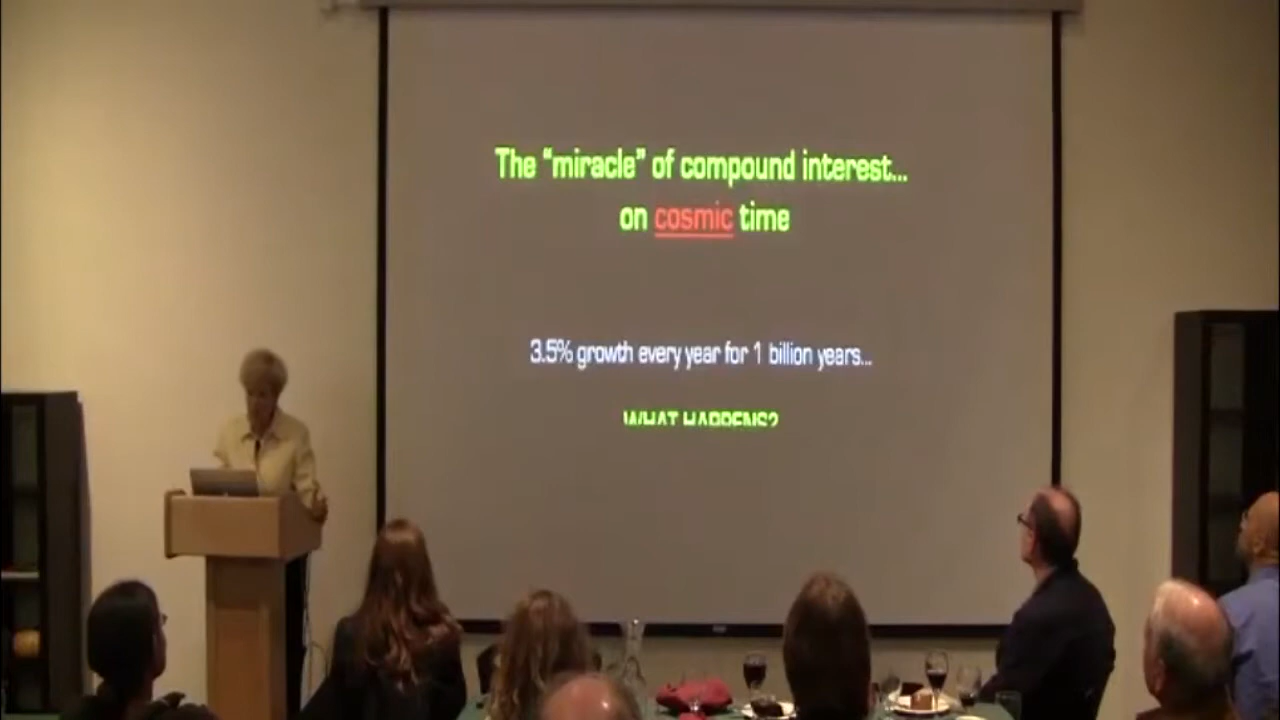 The “miracle” of compound interest...
on cosmic time
3.5% growth every year for 1 billion years...
WHAT HAPPENS?